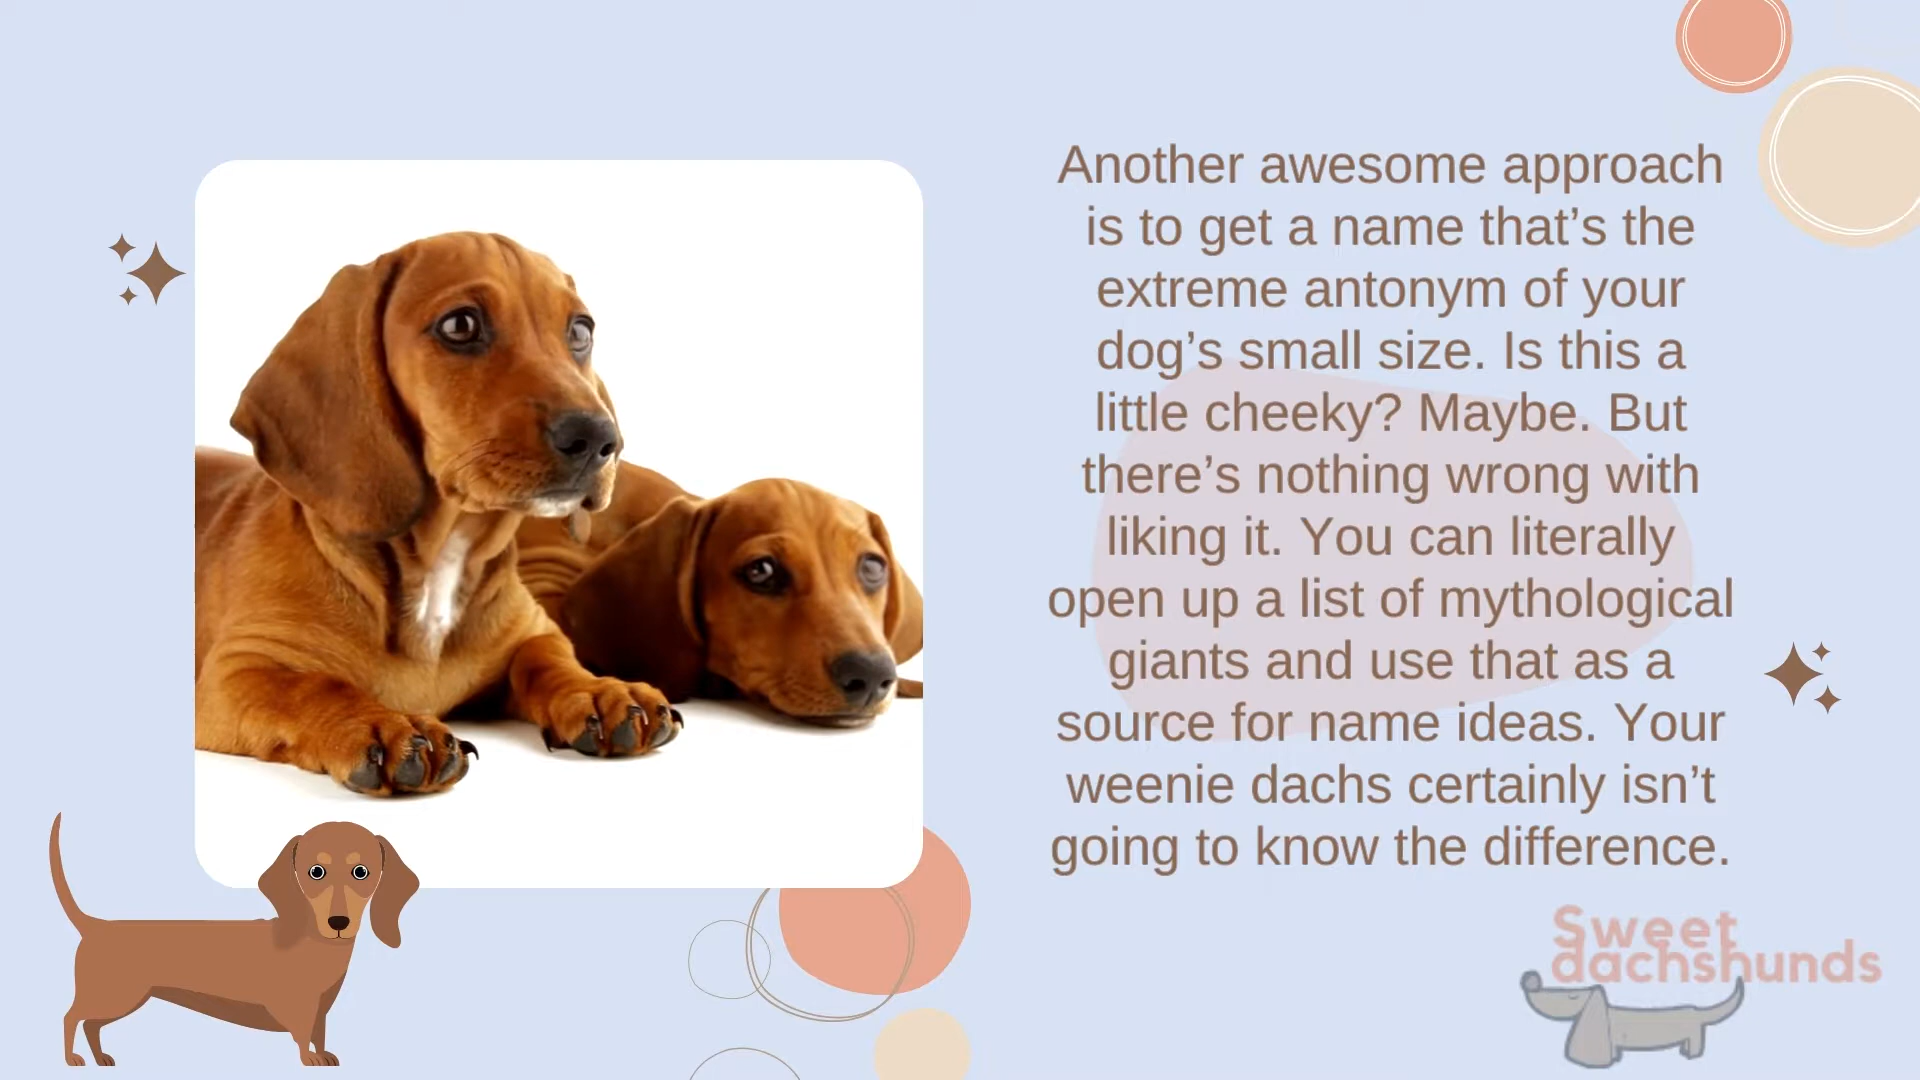 Another awesome approach
is to get a name that’s the
extreme antonym of your
dog’s small size. Is this a
little cheeky? Maybe. But
there’s nothing wrong with
liking it. You can literally
open up a list of mythological
giants and use that as a
source for name ideas. Your
weenie dachs certainly isn’t
going to know the difference.
Sweet
dachshunds